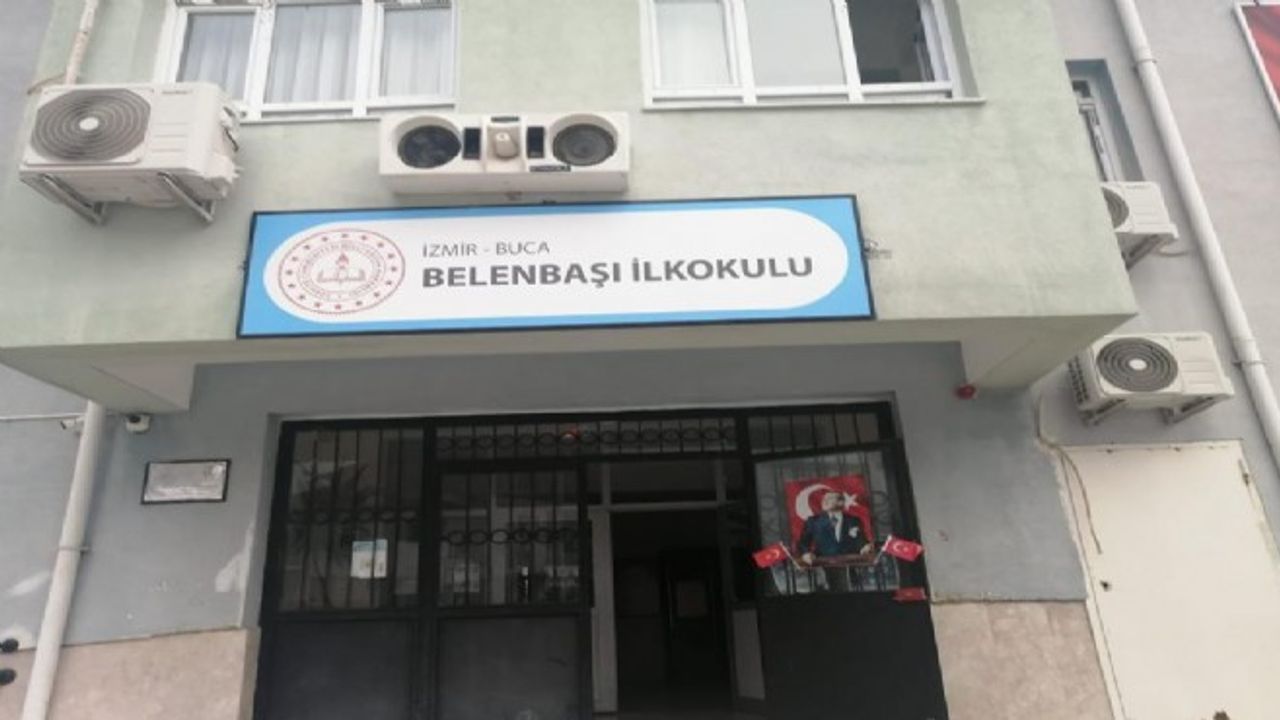 İZMİR - BUCA
BELENBAŞI İLKOKULU